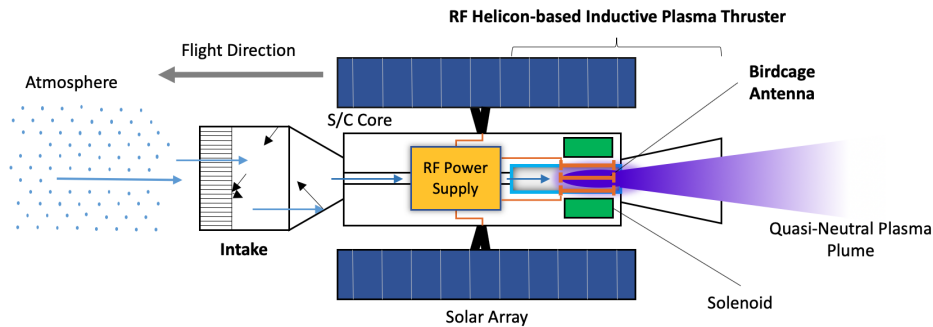 RF Helicon-based Inductive Plasma Thruster
Flight Direction
Atmosphere
Birdcage
Antenna
S/C Core
RF Power
Supply
Intake
Quasi-Neutral Plasma
Plume
Solenoid
Solar Array